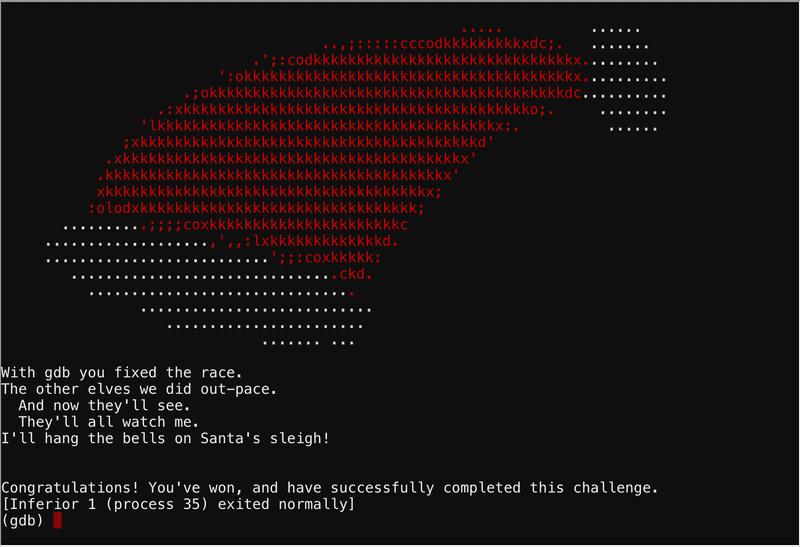 With gdb you fixed the race.
The other elves we did out-pace.
And now they'll see.
They'll all watch me.
I'll hang the bells on Santa's sleigh!
Congratulations! You've won, and have successfully completed this challenge.
[Inferior 1 (process 35) exited normally]
(gdb)